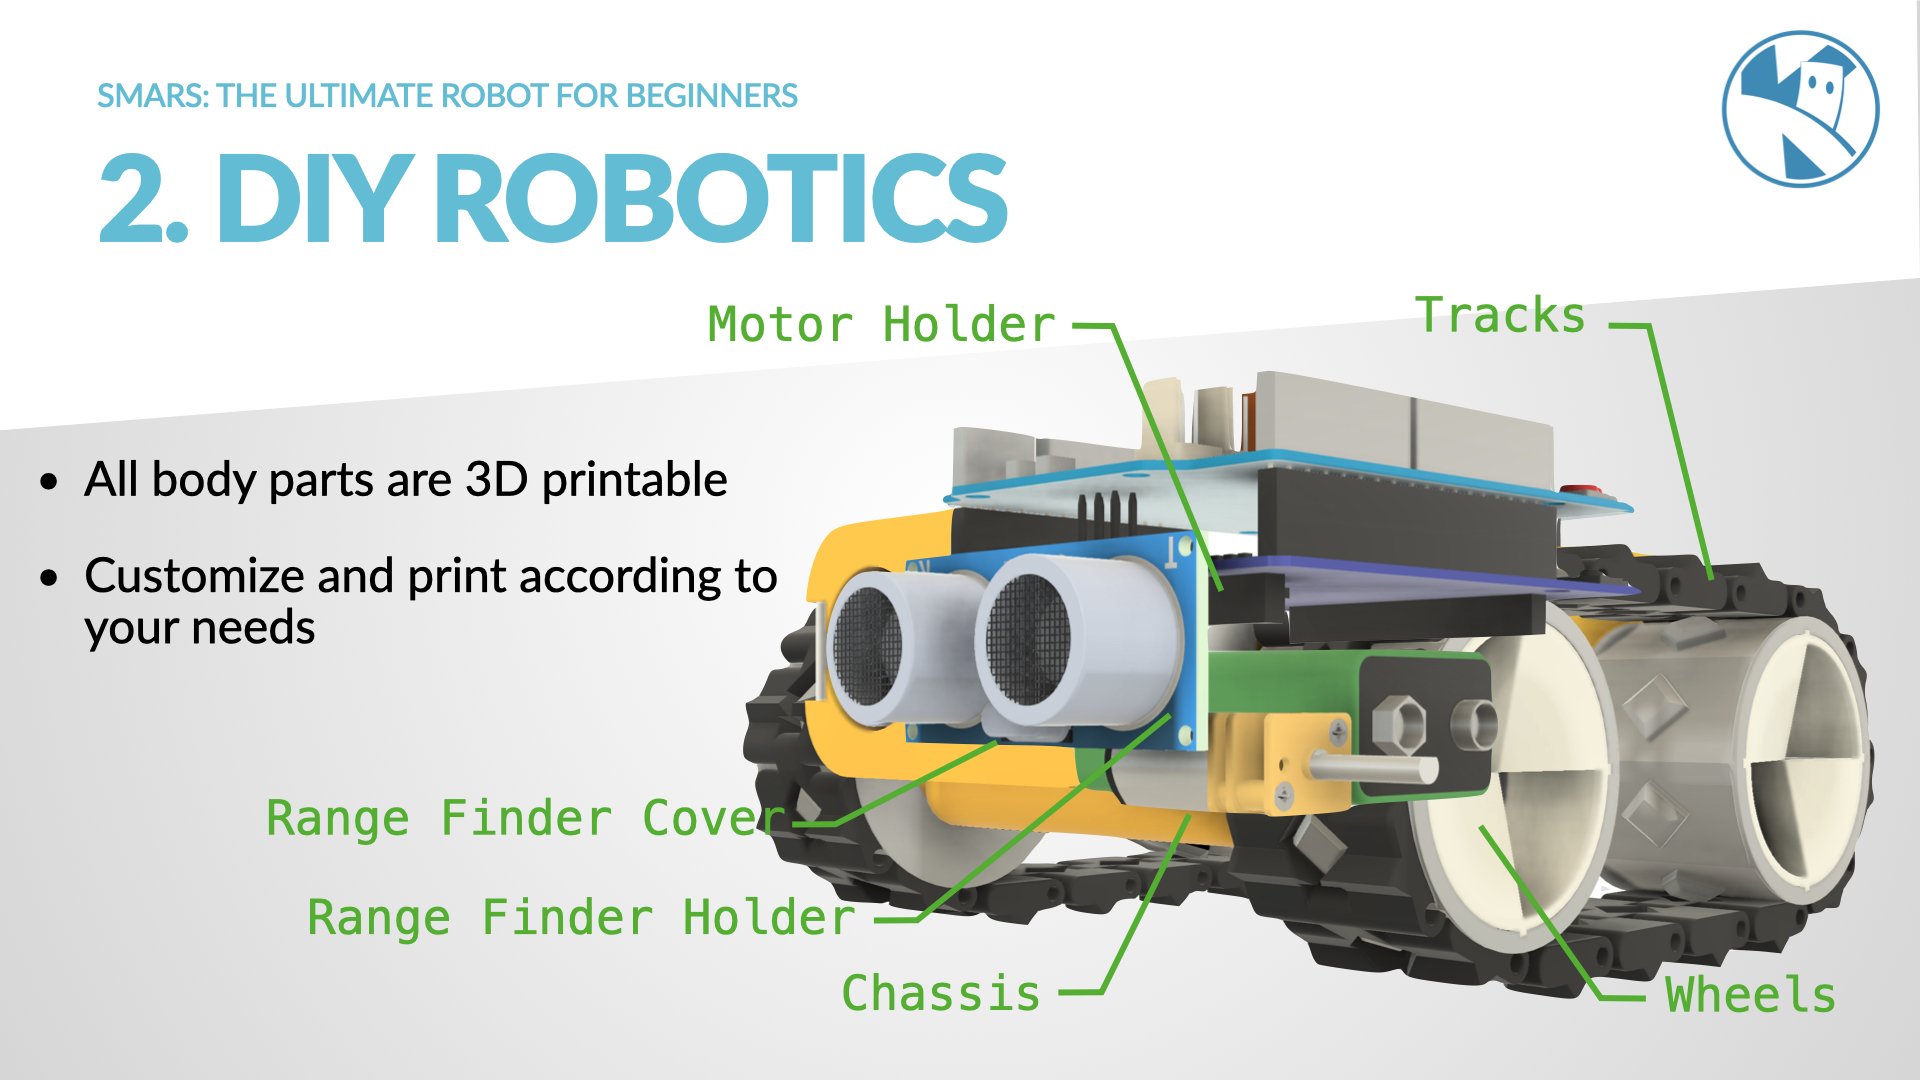 SMARS: THE ULTIMATE ROBOT FOR BEGINNERS
2. DIY ROBOTICS
Motor Holder
Tracks
• All body parts are 3D printable
• Customize and print according to
your needs
Range Finder Cover
Range Finder Holder
Chassis
Wheels